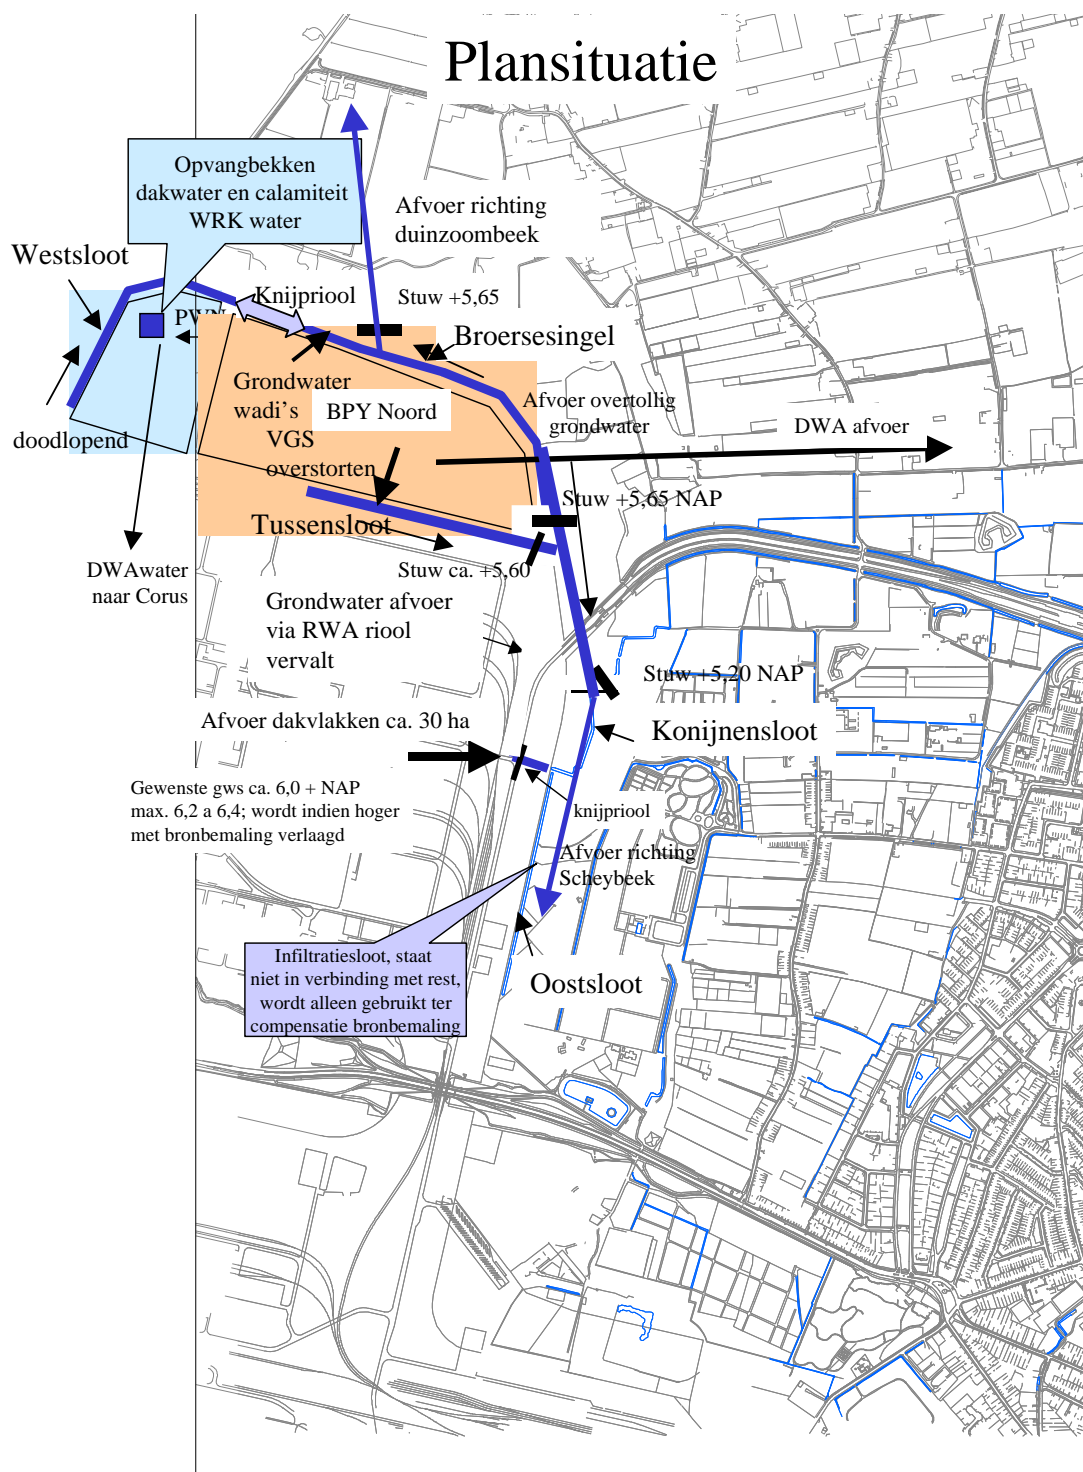 Plansituatie
Opvangbekken
dakwater en calamiteit
WRK water
Afvoer richting
duinzoombeek
Westsloot
Knijpriool
Stuw +5,65
PWN
Broersesingel
Grondwater
wadi's
BPY Noord
VGS
overstorten
Afvoer overtollig
grondwater
DWA afvoer
doodlopend
Stuw +5,65 NAP
Tussensloot
Stuw ca. +5,60
DWAwater
naar Corus
Grondwater afvoer
via RWA riool
vervalt
Stuw +5,20 NAP
Afvoer dakvlakken ca. 30 ha
Konijnensloot
Gewenste gws ca. 6,0 + NAP
max. 6,2 a 6,4; wordt indien hoger
met bronbemaling verlaagd
knijpriool
Afvoer richting
Scheybeek
Infiltratiesloot, staat
niet in verbinding met rest,
wordt alleen gebruikt ter
compensatie bronbemaling
Oostsloot